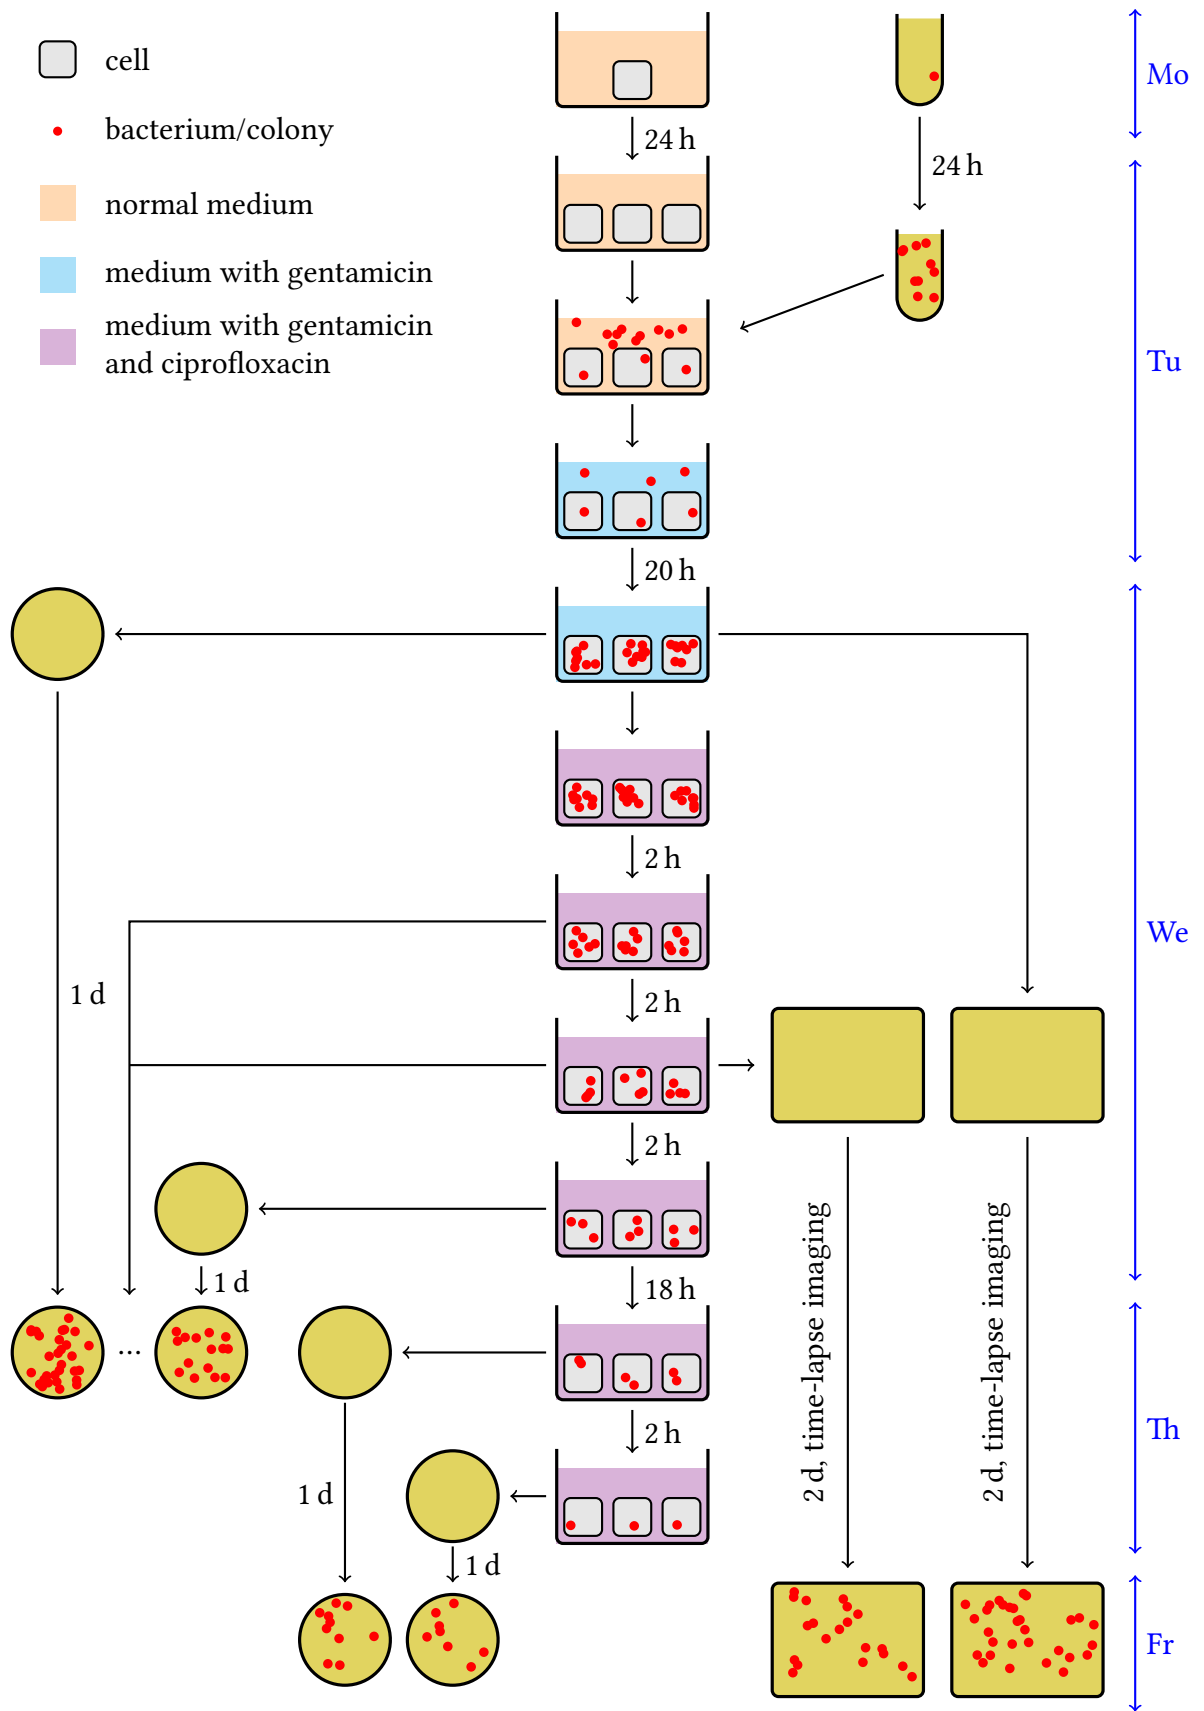 cell
bacterium/colony
normal medium
medium with gentamicin
medium with gentamicin
and ciprofloxacin
Mo
24 h
24 h
Tu
20 h
2 h
We
1 d
2 h
2 h
1 d
18 h
2 d, time-lapse imaging
2 d, time-lapse imaging
...
2 h
Th
1 d
1 d
Fr